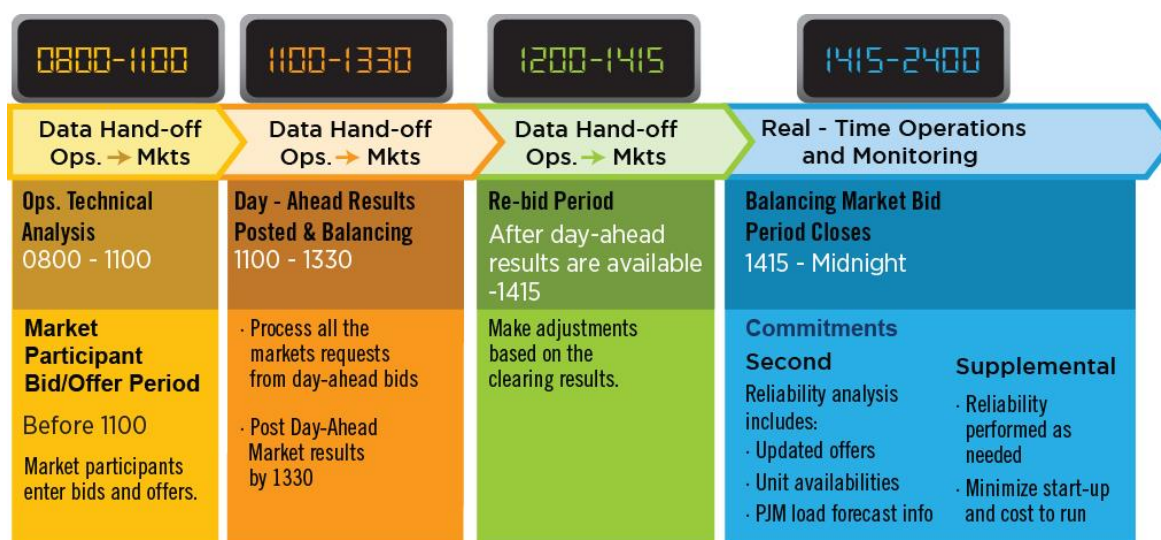 0800-1100
1100-1330
1200-1415
1415-2400
Data Hand-off
Ops. → Mkts
Data Hand-off
Ops. → Mkts
Data Hand-off
Ops. → Mkts
Real - Time Operations
and Monitoring
Ops. Technical
Analysis
0800 - 1100
Day - Ahead Results
Posted & Balancing
1100 - 1330
Re-bid Period
After day-ahead
results are available
-1415
Balancing Market Bid
Period Closes
1415 - Midnight
Market
Participant
Bid/Offer Period
Before 1100
Market participants
enter bids and offers.
· Process all the
markets requests
from day-ahead bids
· Post Day-Ahead
Market results
by 1330
Make adjustments
based on the
clearing results.
Commitments
Second
Reliability analysis
includes:
· Updated offers
· Unit availabilities
· PJM load forecast info
Supplemental
· Reliability
performed as
needed
· Minimize start-up
and cost to run